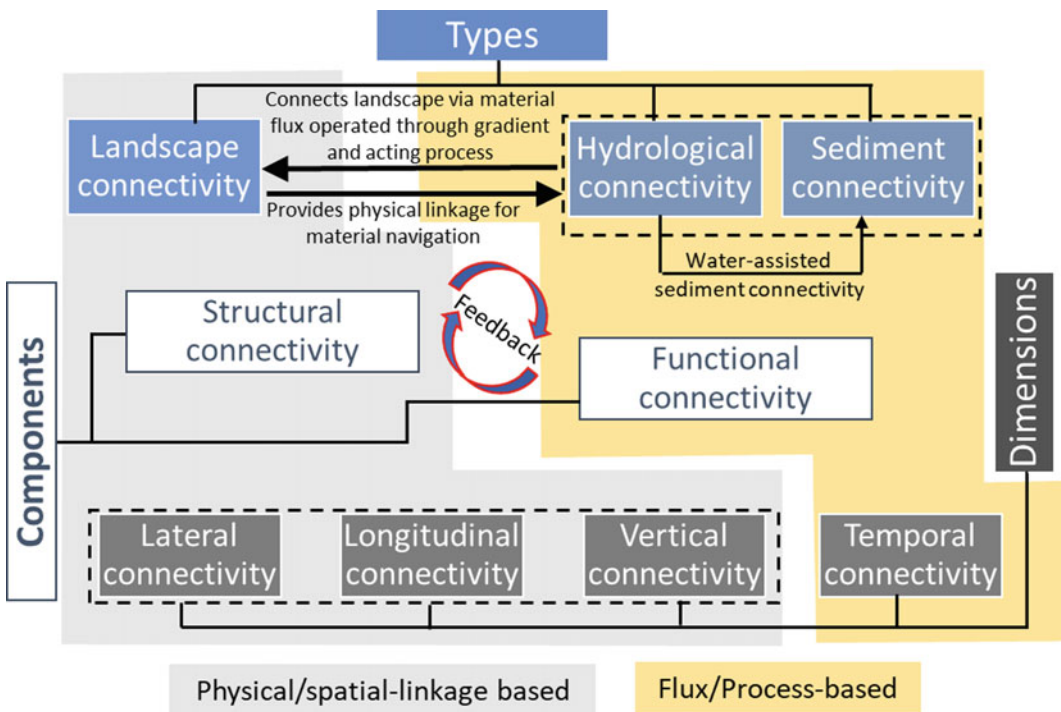 Types
Connects landscape via material
flux operated through gradient
and acting process
Landscape
connectivity
Hydrological
connectivity
Sediment
connectivity
Provides physical linkage for
material navigation
Water-assisted
sediment connectivity
Components
Structural
connectivity
Feedback
Functional
connectivity
Dimensions
Lateral
connectivity
Longitudinal
connectivity
Vertical
connectivity
Temporal
connectivity
Physical/spatial-linkage based
Flux/Process-based